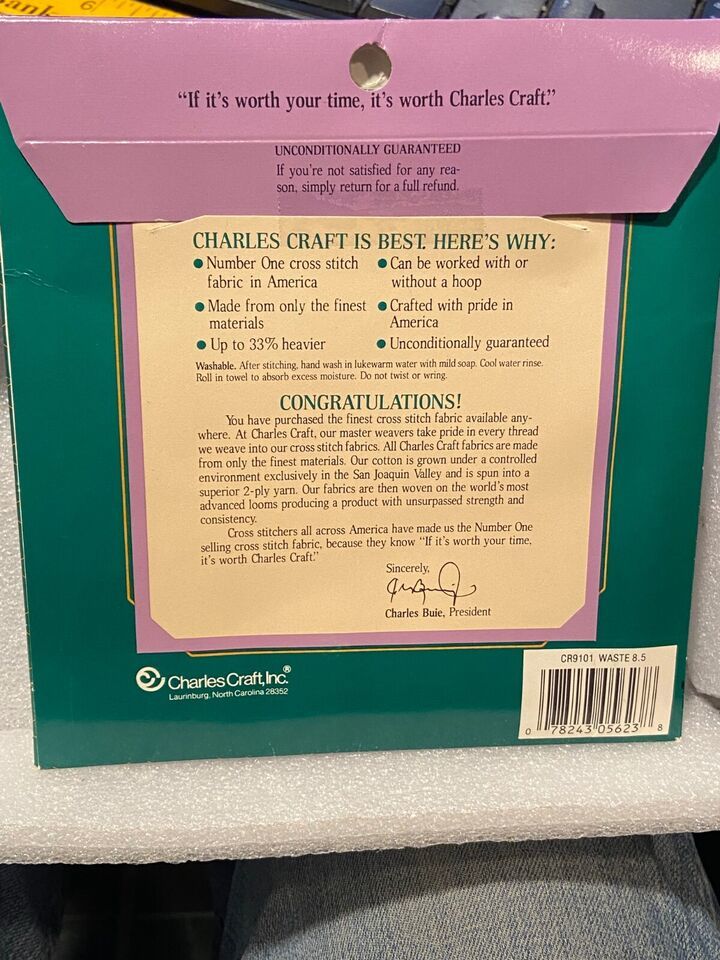 6
"If it's worth your time, it's worth Charles Craft."
UNCONDITIONALLY GUARANTEED
If you're not satisfied for any rea-
son, simply return for a full refund.
CHARLES CRAFT IS BEST. HERE'S WHY:
● Number One cross stitch
fabric in America
● Made from only the finest
materials
● Up to 33% heavier
● Can be worked with or
without a hoop
● Crafted with pride in
America
● Unconditionally guaranteed
Washable. After stitching, hand wash in lukewarm water with mild soap. Cool water rinse.
Roll in towel to absorb excess moisture. Do not twist or wring.
CONGRATULATIONS!
You have purchased the finest cross stitch fabric available any-
where. At Charles Craft, our master weavers take pride in every thread
we weave into our cross stitch fabrics. All Charles Craft fabrics are made
from only the finest materials. Our cotton is grown under a controlled
environment exclusively in the San Joaquin Valley and is spun into a
superior 2-ply yarn. Our fabrics are then woven on the world's most
advanced looms producing a product with unsurpassed strength and
consistency.
Cross stitchers all across America have made us the Number One
selling cross stitch fabric, because they know "If it's worth your time,
it's worth Charles Craft."
Sincerely,
Charles Buie, President
Charles Craft, Inc.®
Laurinburg, North Carolina 28352
CR9101 WASTE 8.5
0 78243 05623 8